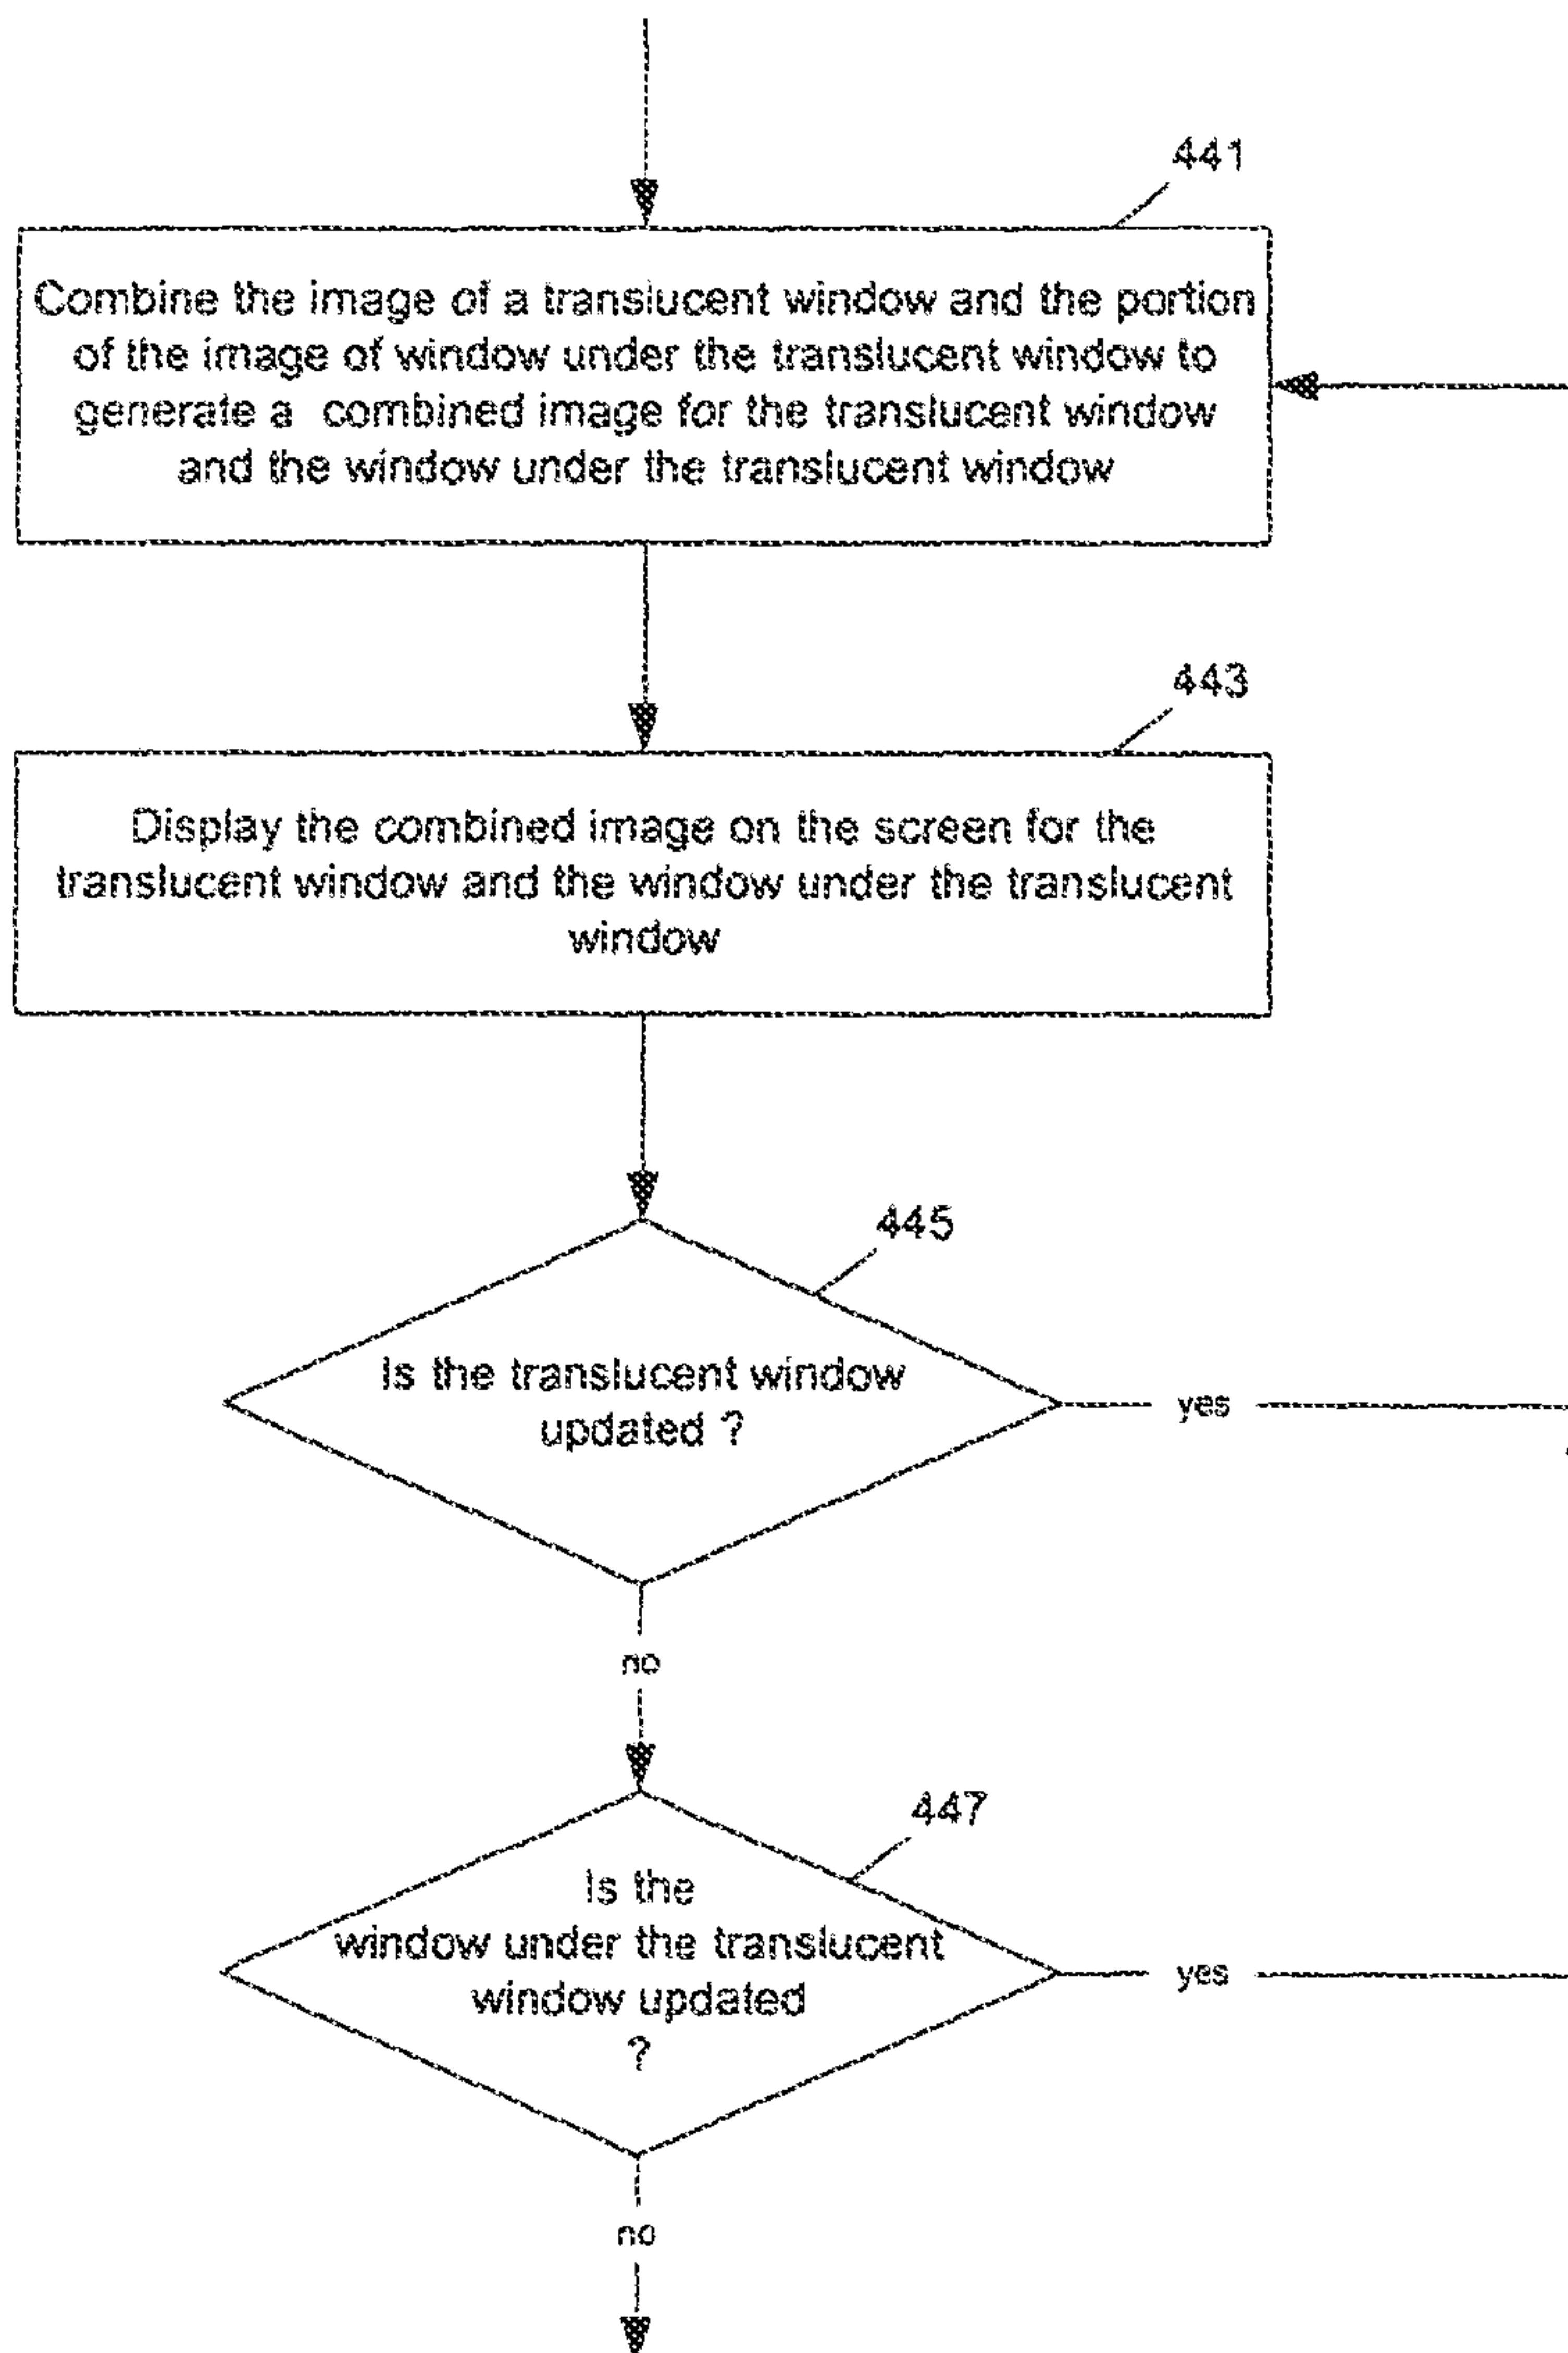 441
Combine the image of a translucent window and the portion
of the image of window under the translucent window to
generate a combined image for the translucent window
and the window under the translucent window
443
Display the combined image on the screen for the
translucent window and the window under the translucent
window
445
Is the translucent window
updated ?
yes
no
447
Is the
window under the translucent
window updated
?
yes
no